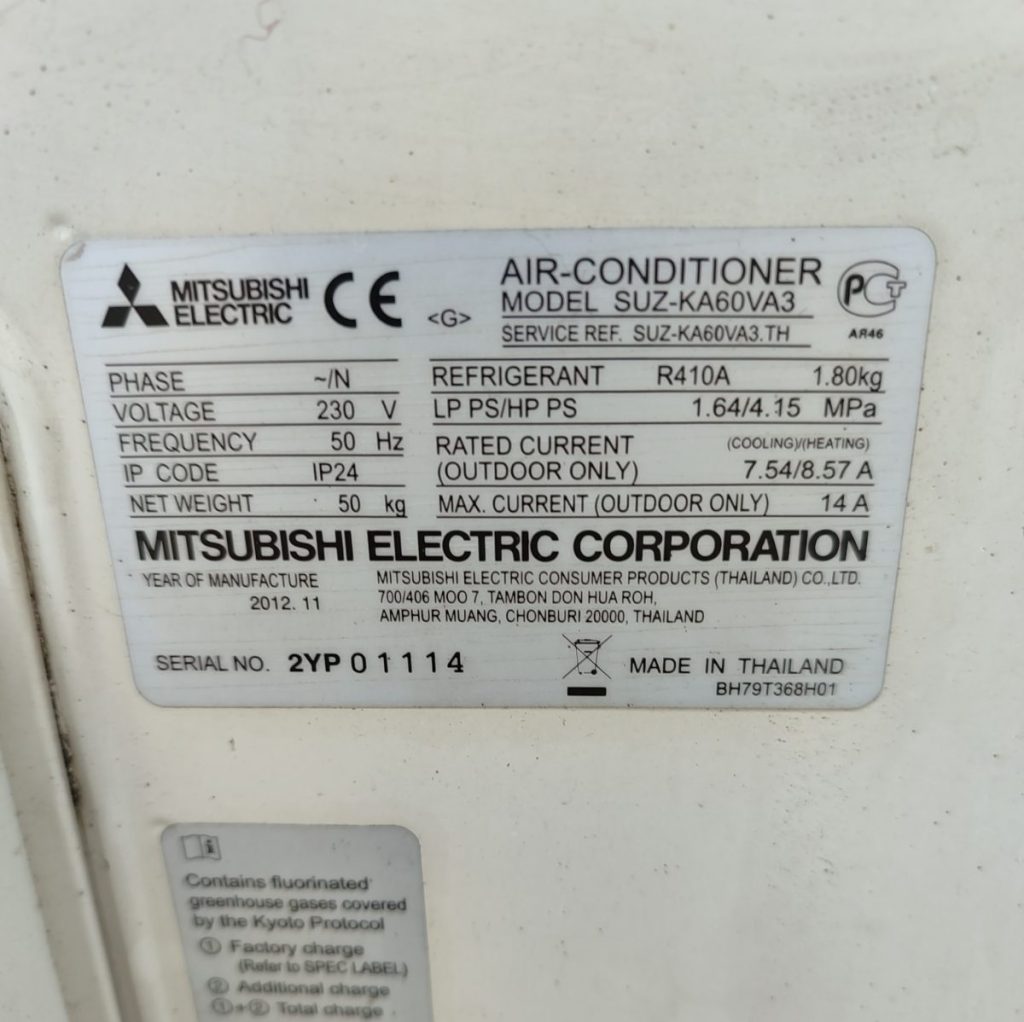 MITSUBISHI
ELECTRIC
CE
<G>
AIR-CONDITIONER
MODEL SUZ-KA60VA3
SERVICE REF. SUZ-KA60VA3.TH
PCT
AR46
PHASE ~/N
VOLTAGE 230 V
FREQUENCY 50 Hz
IP CODE IP24
NET WEIGHT 50 kg
REFRIGERANT R410A 1.80kg
LP PS/HP PS 1.64/4.15 MPa
RATED CURRENT (COOLING)/(HEATING)
(OUTDOOR ONLY) 7.54/8.57 A
MAX. CURRENT (OUTDOOR ONLY) 14 A
MITSUBISHI ELECTRIC CORPORATION
YEAR OF MANUFACTURE
2012. 11
MITSUBISHI ELECTRIC CONSUMER PRODUCTS (THAILAND) CO.,LTD.
700/406 MOO 7, TAMBON DON HUA ROH,
AMPHUR MUANG, CHONBURI 20000, THAILAND
SERIAL NO. 2YP 01114
MADE IN THAILAND
BH79T368H01
Contains fluorinated
greenhouse gases covered
by the Kyoto Protocol
① Factory charge
(Refer to SPEC LABEL)
② Additional charge
①+② Total charge